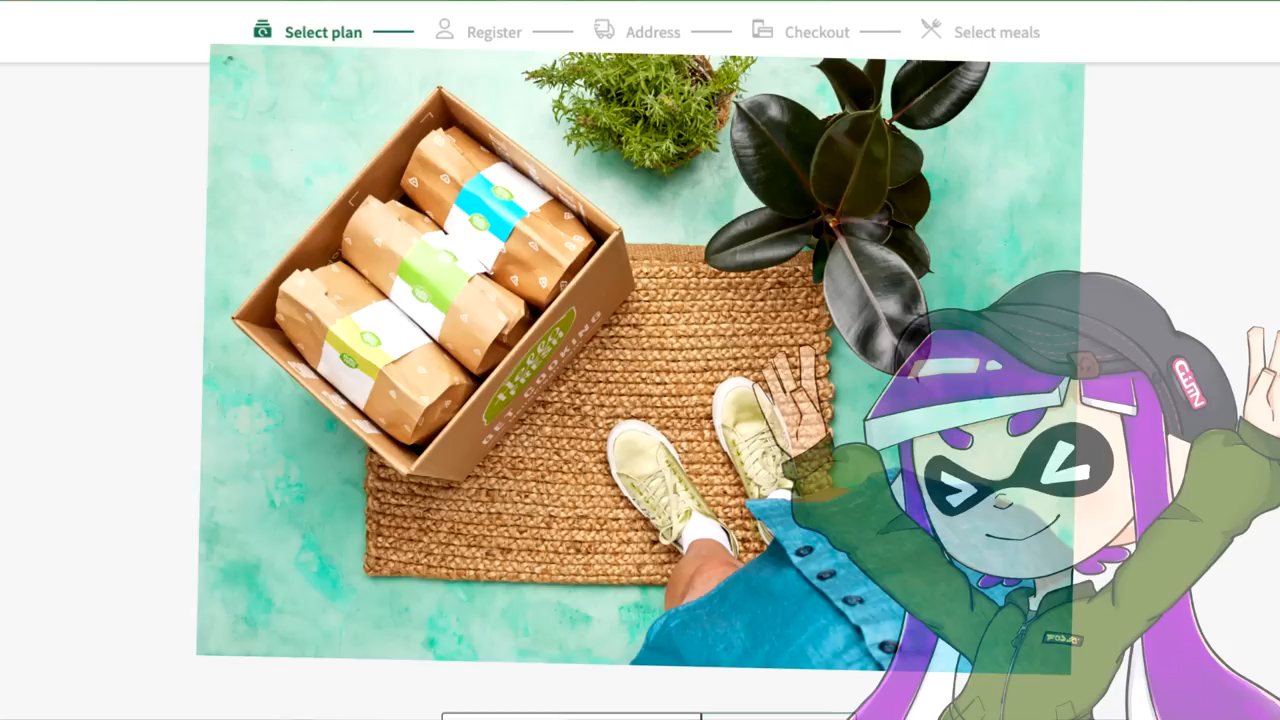 Select plan
Register
Address
Checkout
Select meals
GET COOKING